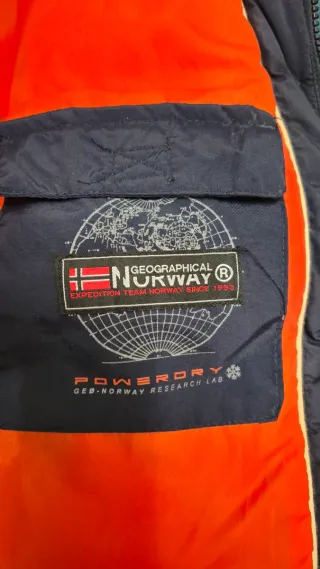 GEOGRAPHICAL
NORWAY®
EXPEDITION TEAM NORWAY SINCE 1993
POWERDRY
GEØ-NORWAY RESEARCH LAB